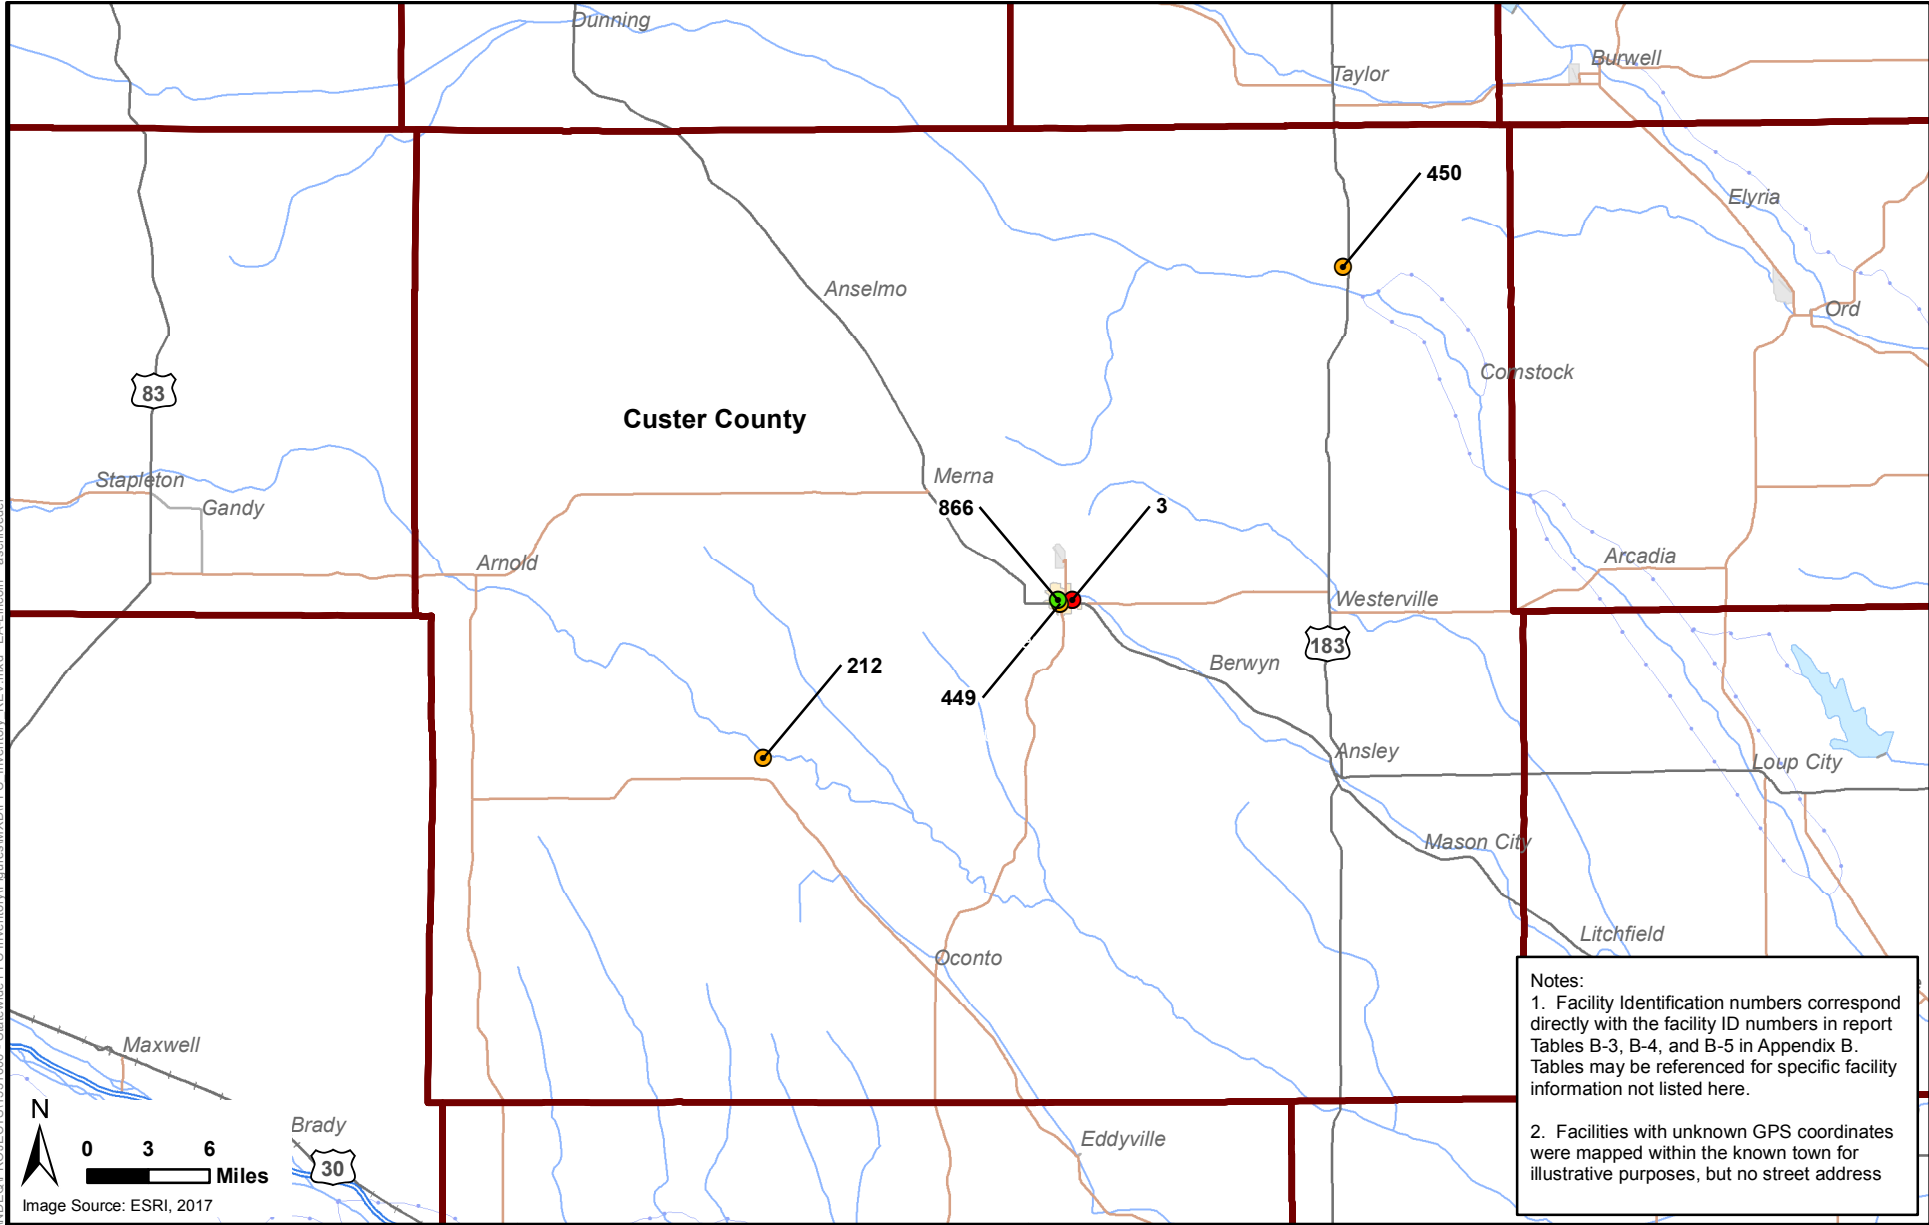 Dunning
Taylor
Burwell
450
Elyria
Anselmo
Ord
83
Comstock
Custer County
Merna
Stapleton
Gandy
866
3
Arnold
Arcadia
Westerville
183
212
Berwyn
449
Ansley
Loup City
Mason City
Litchfield
Oconto
Maxwell
Brady
30
Eddyville
N
0 3 6
Miles
Image Source: ESRI, 2017
Notes:
1. Facility Identification numbers correspond
directly with the facility ID numbers in report
Tables B-3, B-4, and B-5 in Appendix B.
Tables may be referenced for specific facility
information not listed here.
2. Facilities with unknown GPS coordinates
were mapped within the known town for
illustrative purposes, but no street address